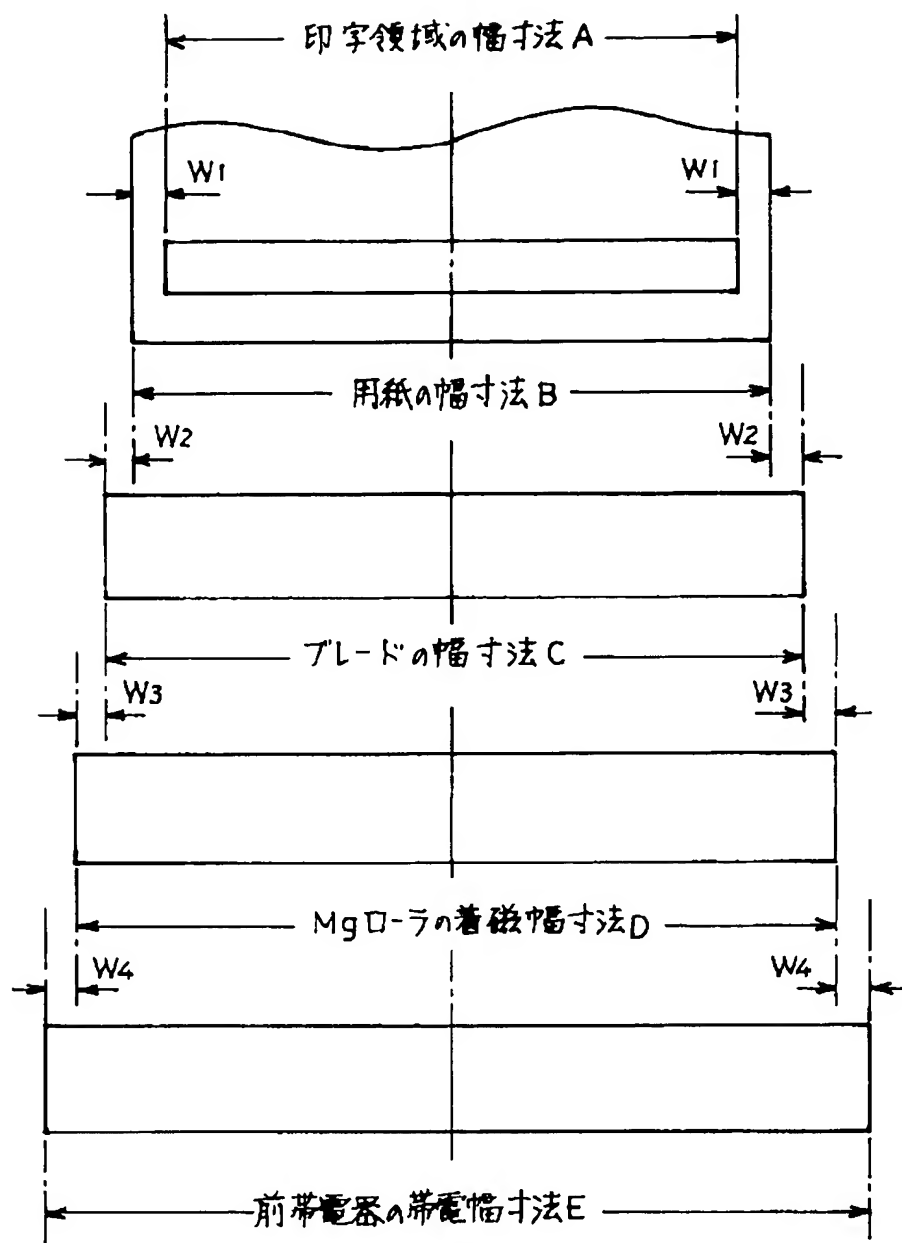 印字領域の幅寸法A
W1 W1
用紙の幅寸法B
W2 W2
ブレードの幅寸法C
W3 W3
Mgローラの着磁幅寸法D
W4 W4
前帯電器の帯電幅寸法E